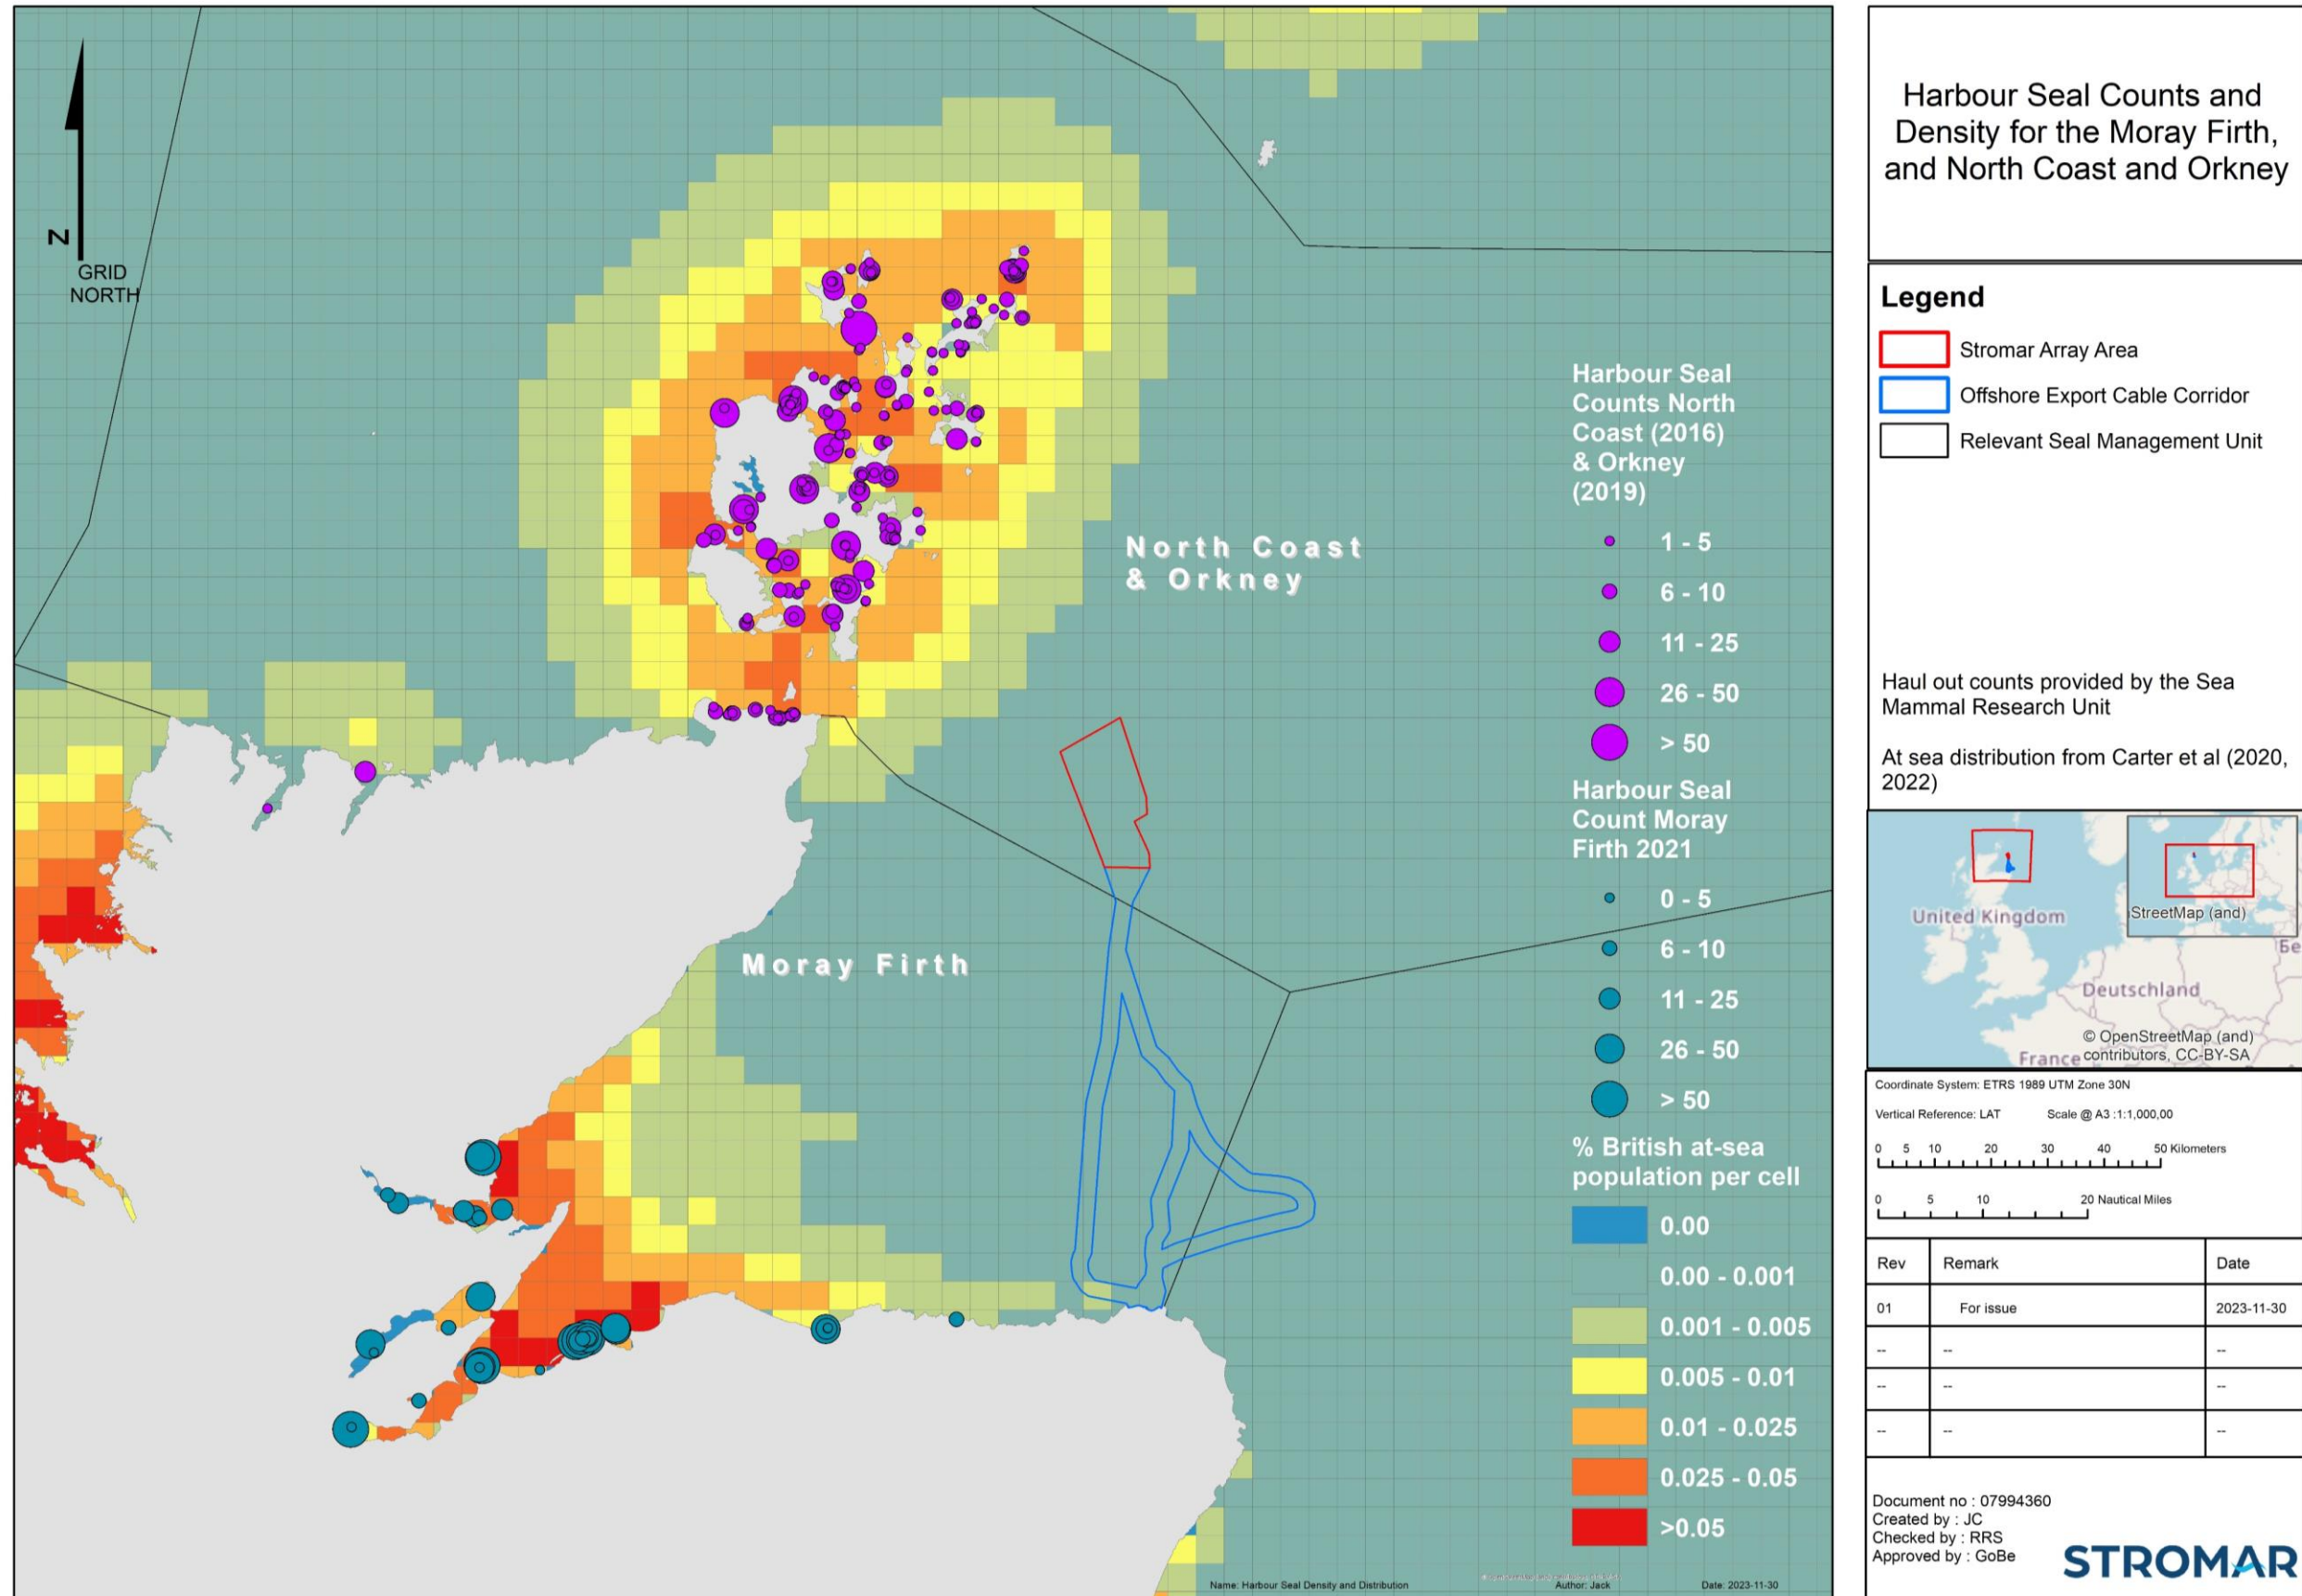 N
GRID
NORTH
North Coast
& Orkney
Moray Firth
Harbour Seal
Counts North
Coast (2016)
& Orkney
(2019)
1 - 5
6 - 10
11 - 25
26 - 50
> 50
Harbour Seal
Count Moray
Firth 2021
0 - 5
6 - 10
11 - 25
26 - 50
> 50
% British at-sea
population per cell
0.00
0.00 - 0.001
0.001 - 0.005
0.005 - 0.01
0.01 - 0.025
0.025 - 0.05
>0.05
Name: Harbour Seal Density and Distribution
Author: Jack
Date: 2023-11-30
Harbour Seal Counts and
Density for the Moray Firth,
and North Coast and Orkney
Legend
Stromar Array Area
Offshore Export Cable Corridor
Relevant Seal Management Unit
Haul out counts provided by the Sea
Mammal Research Unit
At sea distribution from Carter et al (2020,
2022)
United Kingdom
StreetMap (and)
Бе
Deutschland
© OpenStreetMap (and)
France contributors, CC-BY-SA
Coordinate System: ETRS 1989 UTM Zone 30N
Vertical Reference: LAT Scale @ A3 :1:1,000,00
0 5 10 20 30 40 50 Kilometers
0 5 10 20 Nautical Miles
Rev Remark Date
01 For issue 2023-11-30
-- -- --
-- -- --
-- -- --
Document no : 07994360
Created by : JC
Checked by : RRS
Approved by : GoBe
STROMAR